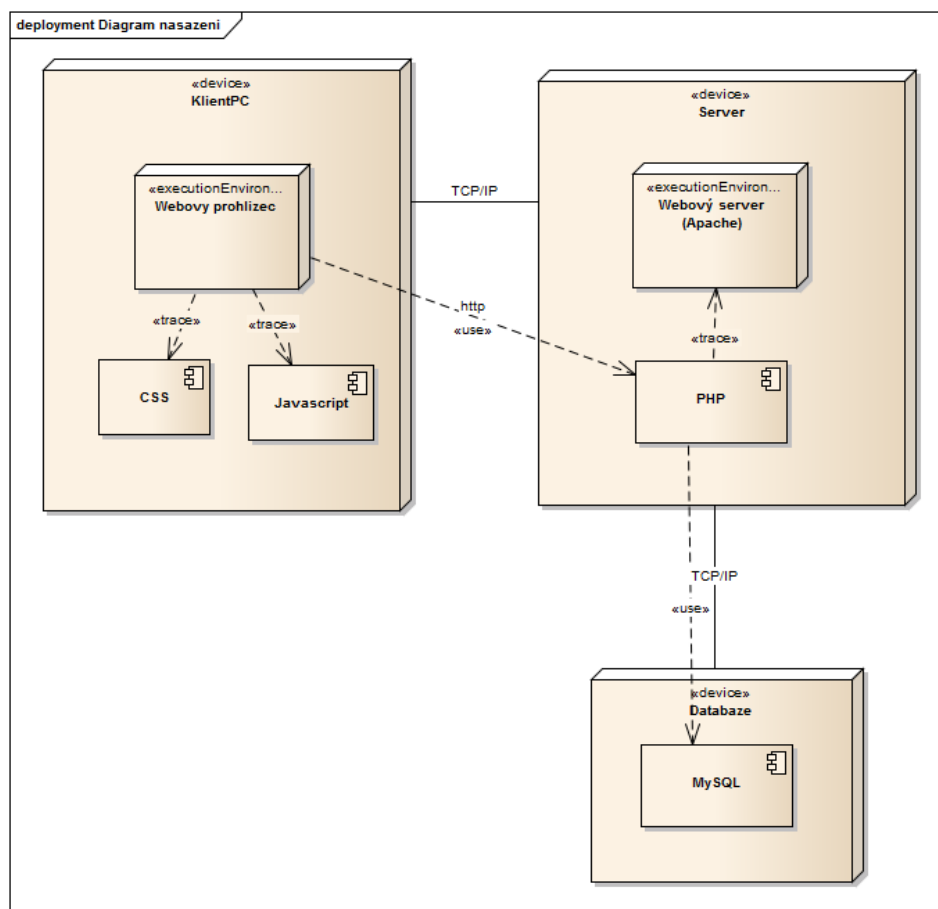 deployment Diagram nasazeni
«device»
KlientPC
«executionEnviron...
Webovy prohlizec
«trace»
«trace»
CSS
Javascript
TCP/IP
http
«use»
«device»
Server
«executionEnviron...
Webový server
(Apache)
«trace»
PHP
TCP/IP
«use»
«device»
Databaze
MySQL